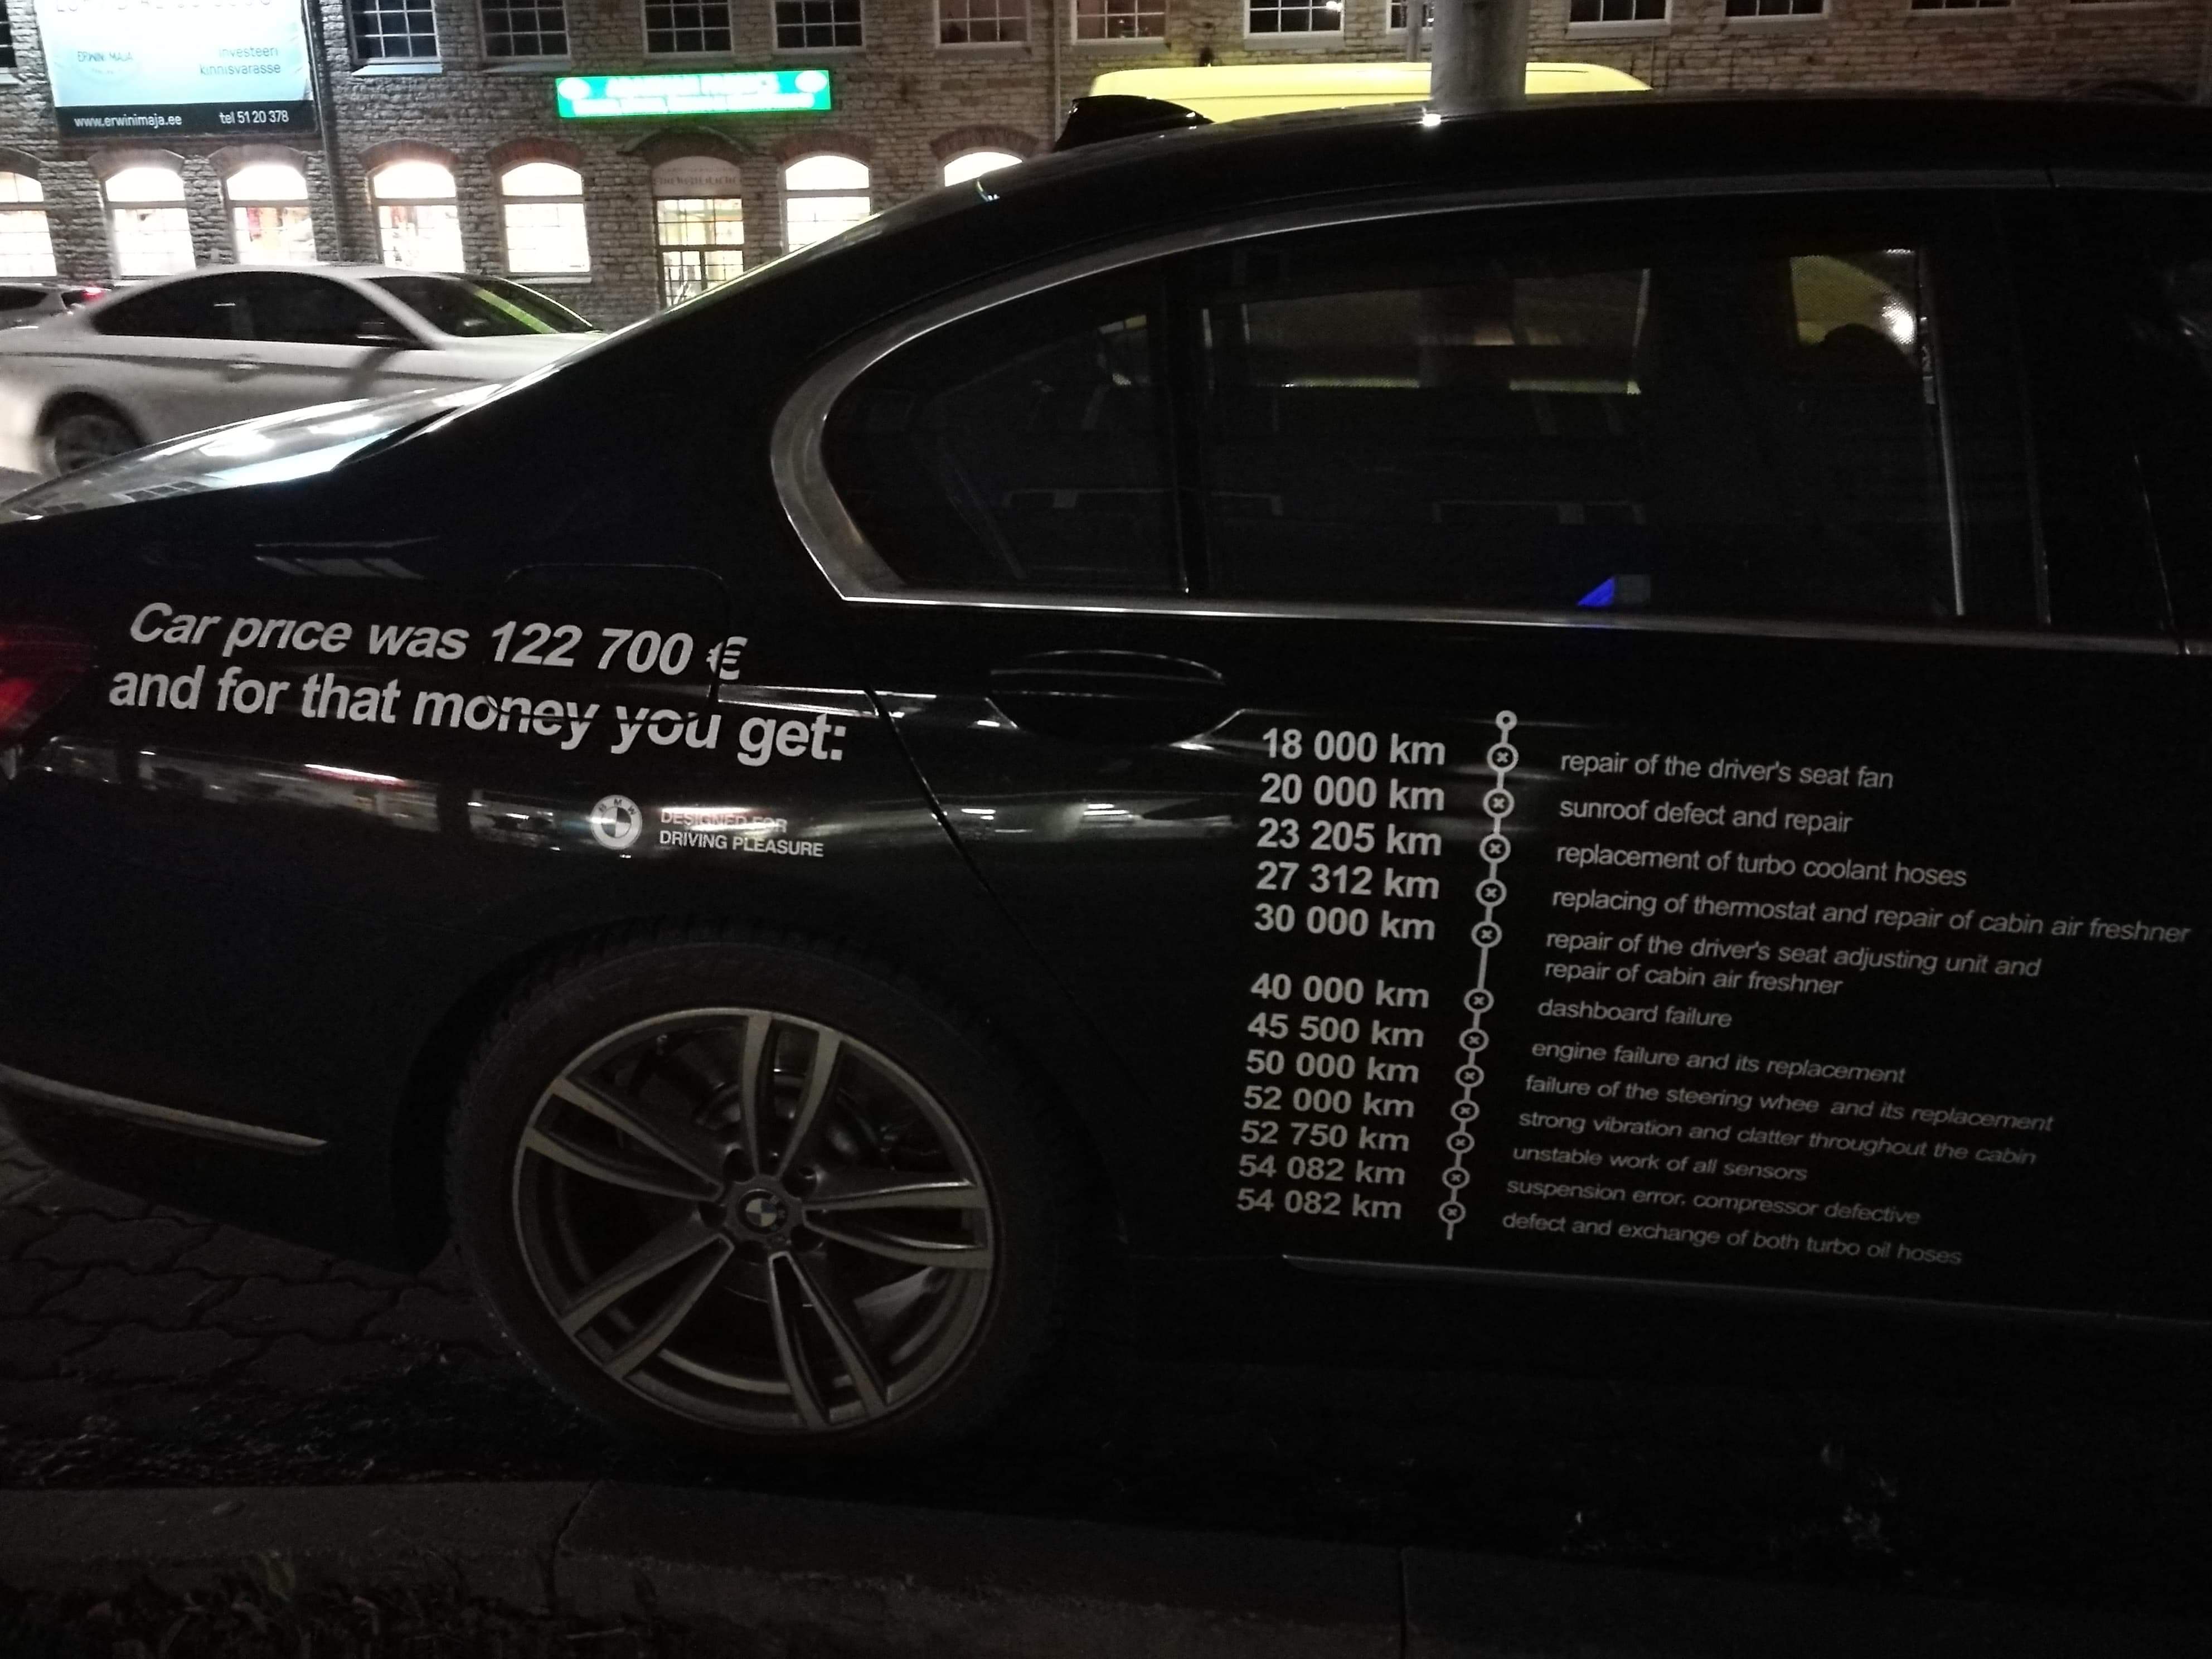 investeeri
kinnisvarasse
ERWINI MAJA
www.erwinimaja.ee tel 51 20 378
Car price was 122 700 €
and for that money you get:
BMW
DESIGNED FOR
DRIVING PLEASURE
18 000 km repair of the driver's seat fan
20 000 km sunroof defect and repair
23 205 km replacement of turbo coolant hoses
27 312 km replacing of thermostat and repair of cabin air freshner
30 000 km repair of the driver's seat adjusting unit and
repair of cabin air freshner
40 000 km dashboard failure
45 500 km engine failure and its replacement
50 000 km failure of the steering whee and its replacement
52 000 km strong vibration and clatter throughout the cabin
52 750 km unstable work of all sensors
54 082 km suspension error, compressor defective
54 082 km defect and exchange of both turbo oil hoses